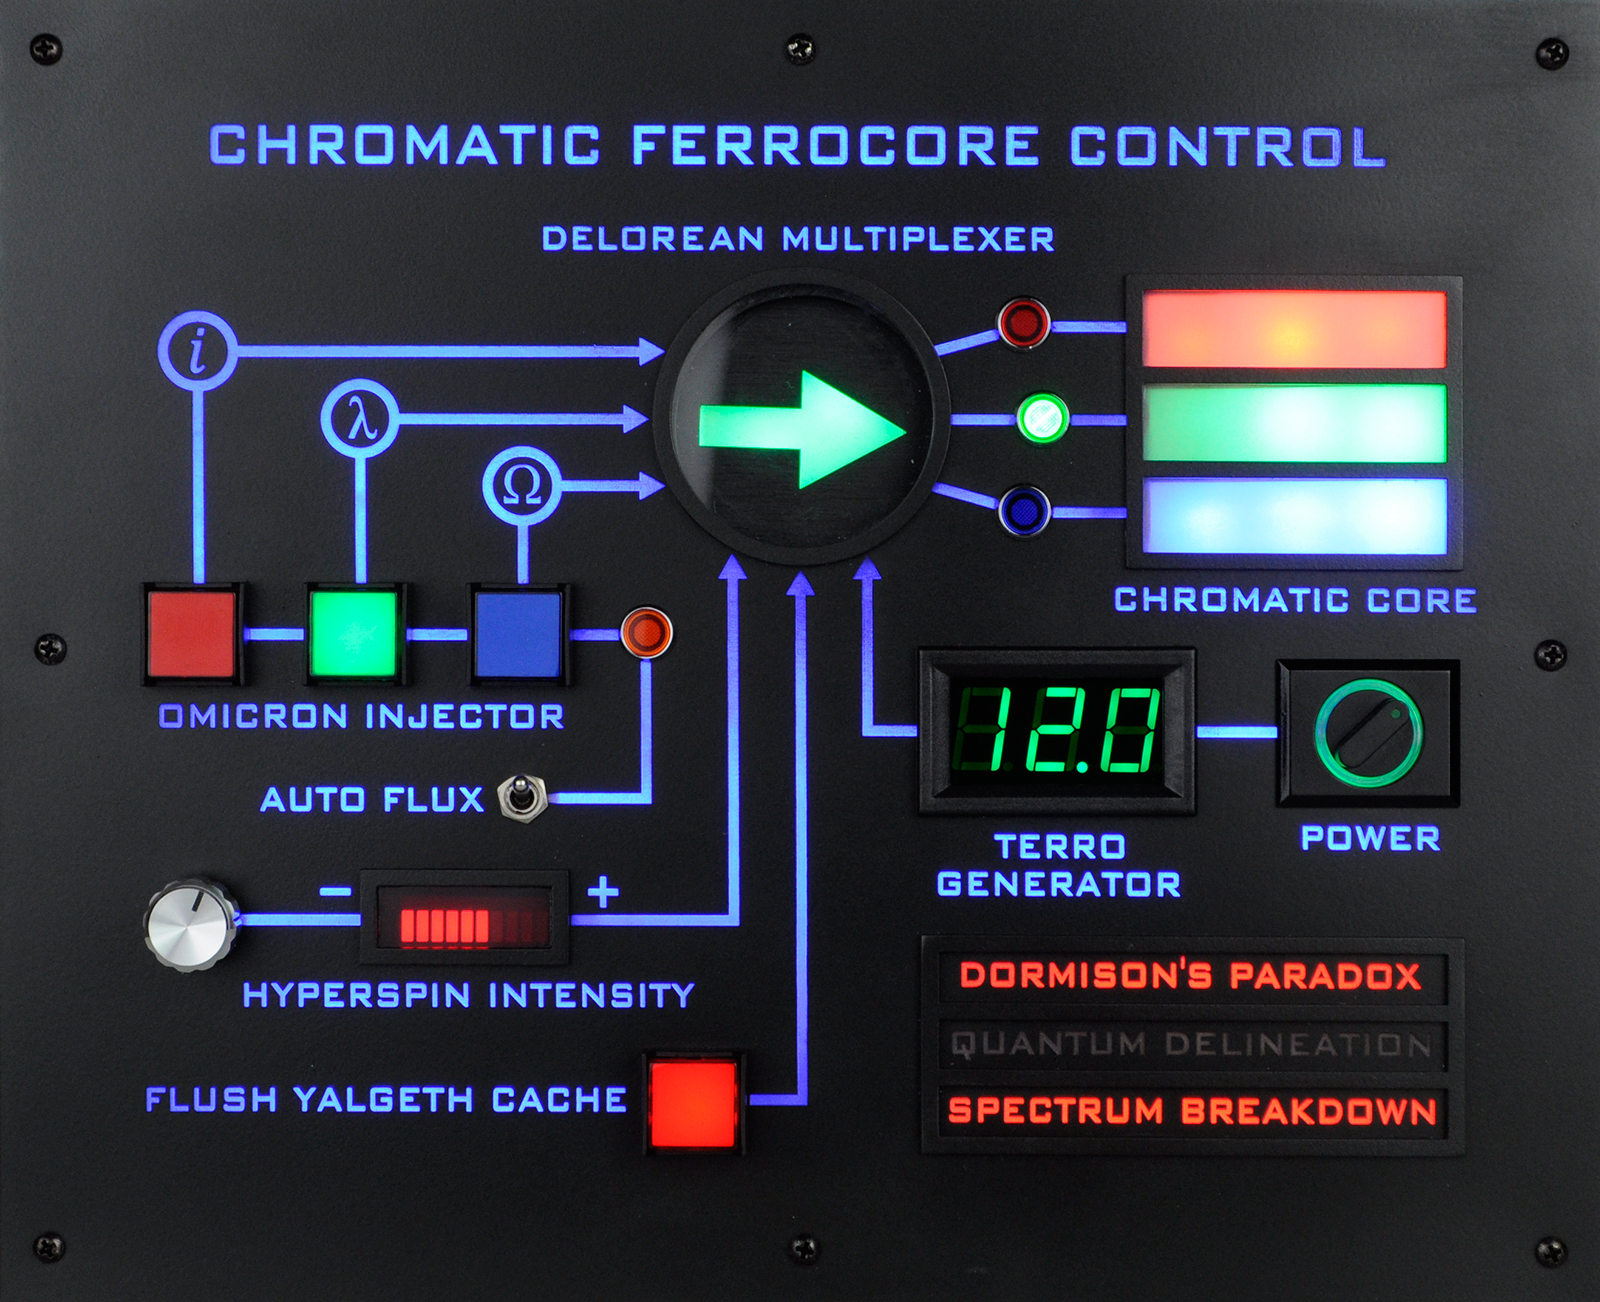 CHROMATIC FERROCORE CONTROL
DELOREAN MULTIPLEXER
i
λ
Ω
CHROMATIC CORE
OMICRON INJECTOR
12.0
AUTO FLUX
TERRO
GENERATOR
POWER
− +
HYPERSPIN INTENSITY
DORMISON'S PARADOX
QUANTUM DELINEATION
SPECTRUM BREAKDOWN
FLUSH YALGETH CACHE